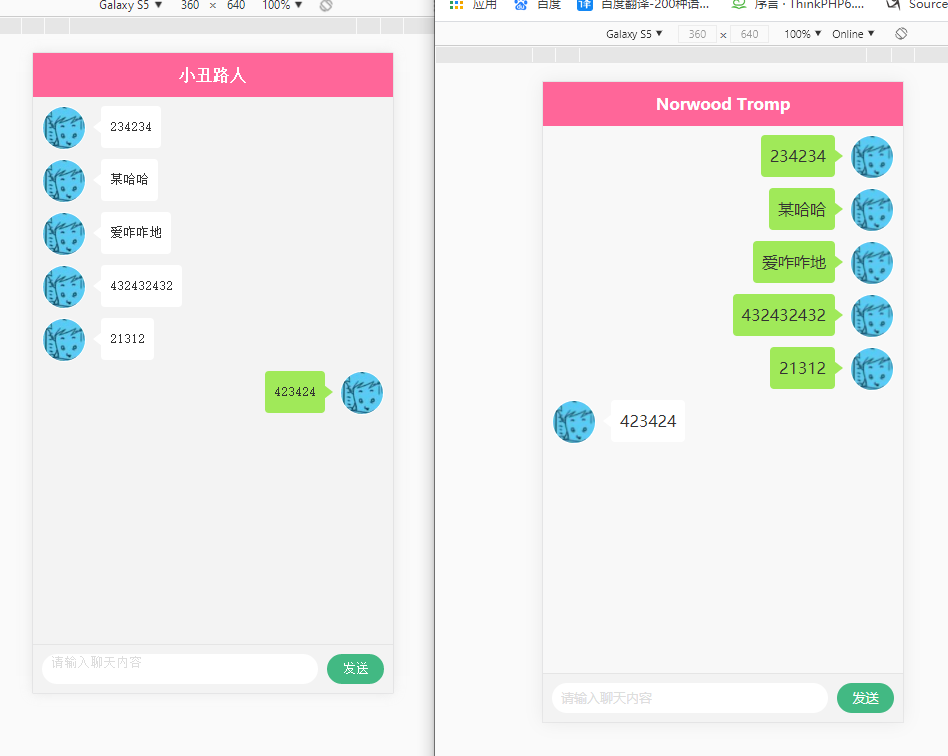 Galaxy S5 ▼ 360 × 640 100% ▼
小丑路人
234234
某哈哈
爱咋咋地
432432432
21312
423424
请输入聊天内容
发送
应用 百度 译 百度翻译-200种语... 序言 · ThinkPHP6.... Source
Galaxy S5 ▼ 360 × 640 100% ▼ Online ▼
Norwood Tromp
234234
某哈哈
爱咋咋地
432432432
21312
423424
请输入聊天内容
发送